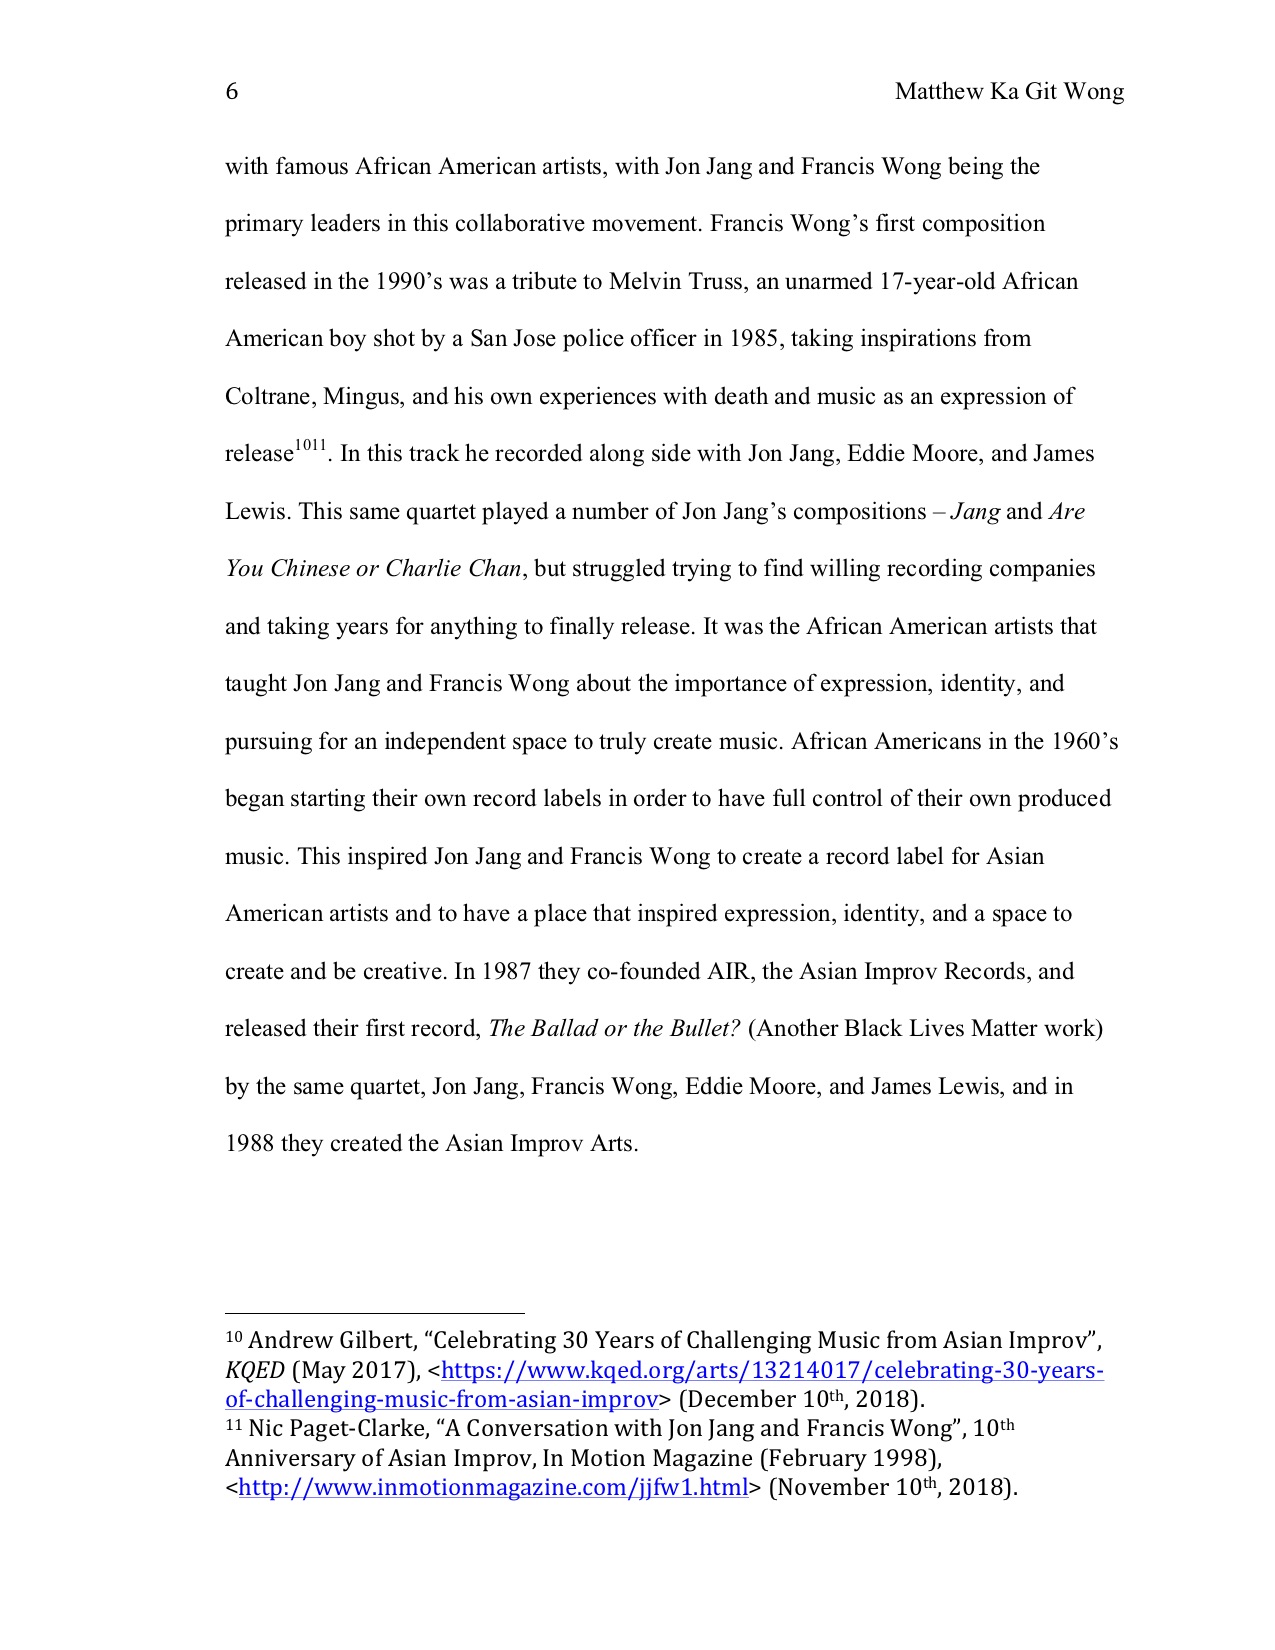 6 Matthew Ka Git Wong
with famous African American artists, with Jon Jang and Francis Wong being the
primary leaders in this collaborative movement. Francis Wong’s first composition
released in the 1990’s was a tribute to Melvin Truss, an unarmed 17-year-old African
American boy shot by a San Jose police officer in 1985, taking inspirations from
Coltrane, Mingus, and his own experiences with death and music as an expression of
release1011. In this track he recorded along side with Jon Jang, Eddie Moore, and James
Lewis. This same quartet played a number of Jon Jang’s compositions – Jang and Are
You Chinese or Charlie Chan, but struggled trying to find willing recording companies
and taking years for anything to finally release. It was the African American artists that
taught Jon Jang and Francis Wong about the importance of expression, identity, and
pursuing for an independent space to truly create music. African Americans in the 1960’s
began starting their own record labels in order to have full control of their own produced
music. This inspired Jon Jang and Francis Wong to create a record label for Asian
American artists and to have a place that inspired expression, identity, and a space to
create and be creative. In 1987 they co-founded AIR, the Asian Improv Records, and
released their first record, The Ballad or the Bullet? (Another Black Lives Matter work)
by the same quartet, Jon Jang, Francis Wong, Eddie Moore, and James Lewis, and in
1988 they created the Asian Improv Arts.
10 Andrew Gilbert, “Celebrating 30 Years of Challenging Music from Asian Improv”,
KQED (May 2017), <https://www.kqed.org/arts/13214017/celebrating-30-years-
of-challenging-music-from-asian-improv> (December 10th, 2018).
11 Nic Paget-Clarke, “A Conversation with Jon Jang and Francis Wong”, 10th
Anniversary of Asian Improv, In Motion Magazine (February 1998),
<http://www.inmotionmagazine.com/jjfw1.html> (November 10th, 2018).